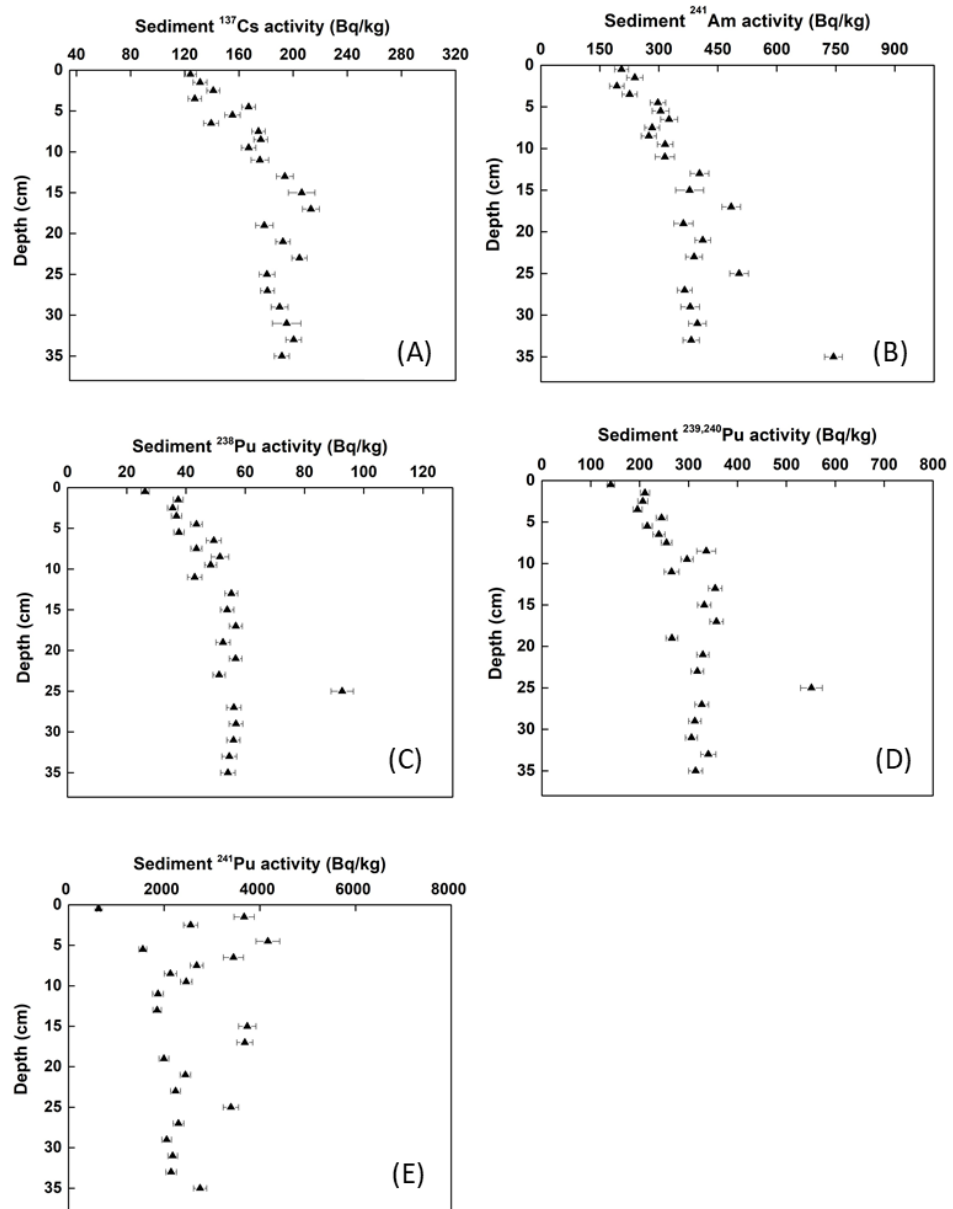 Sediment ¹³⁷Cs activity (Bq/kg)
40 80 120 160 200 240 280 320
0
5
10
15
20
25
30
35
Depth (cm)
(A)
Sediment ²⁴¹Am activity (Bq/kg)
0 150 300 450 600 750 900
0
5
10
15
20
25
30
35
Depth (cm)
(B)
Sediment ²³⁸Pu activity (Bq/kg)
0 20 40 60 80 100 120
0
5
10
15
20
25
30
35
Depth (cm)
(C)
Sediment ²³⁹,²⁴⁰Pu activity (Bq/kg)
0 100 200 300 400 500 600 700 800
0
5
10
15
20
25
30
35
Depth (cm)
(D)
Sediment ²⁴¹Pu activity (Bq/kg)
0 2000 4000 6000 8000
0
5
10
15
20
25
30
35
Depth (cm)
(E)